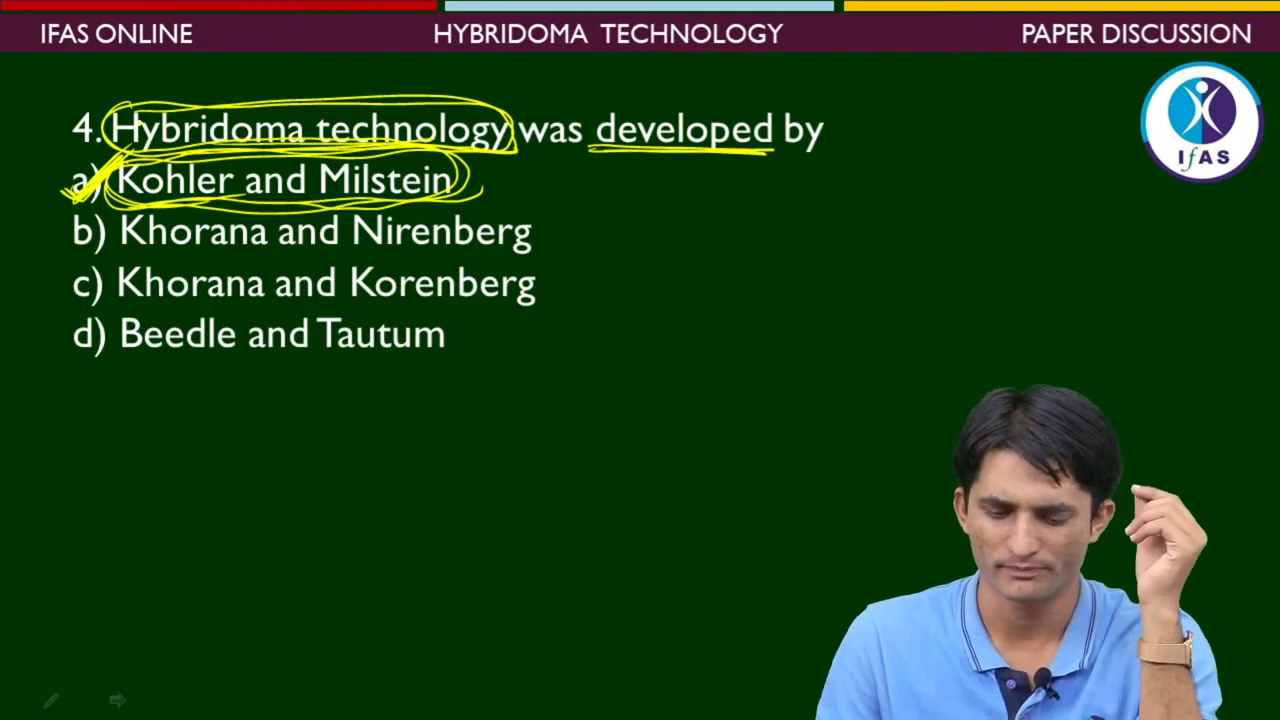 IFAS ONLINE HYBRIDOMA TECHNOLOGY PAPER DISCUSSION
4. Hybridoma technology was developed by
a) Kohler and Milstein
b) Khorana and Nirenberg
c) Khorana and Korenberg
d) Beedle and Tautum
IfAS